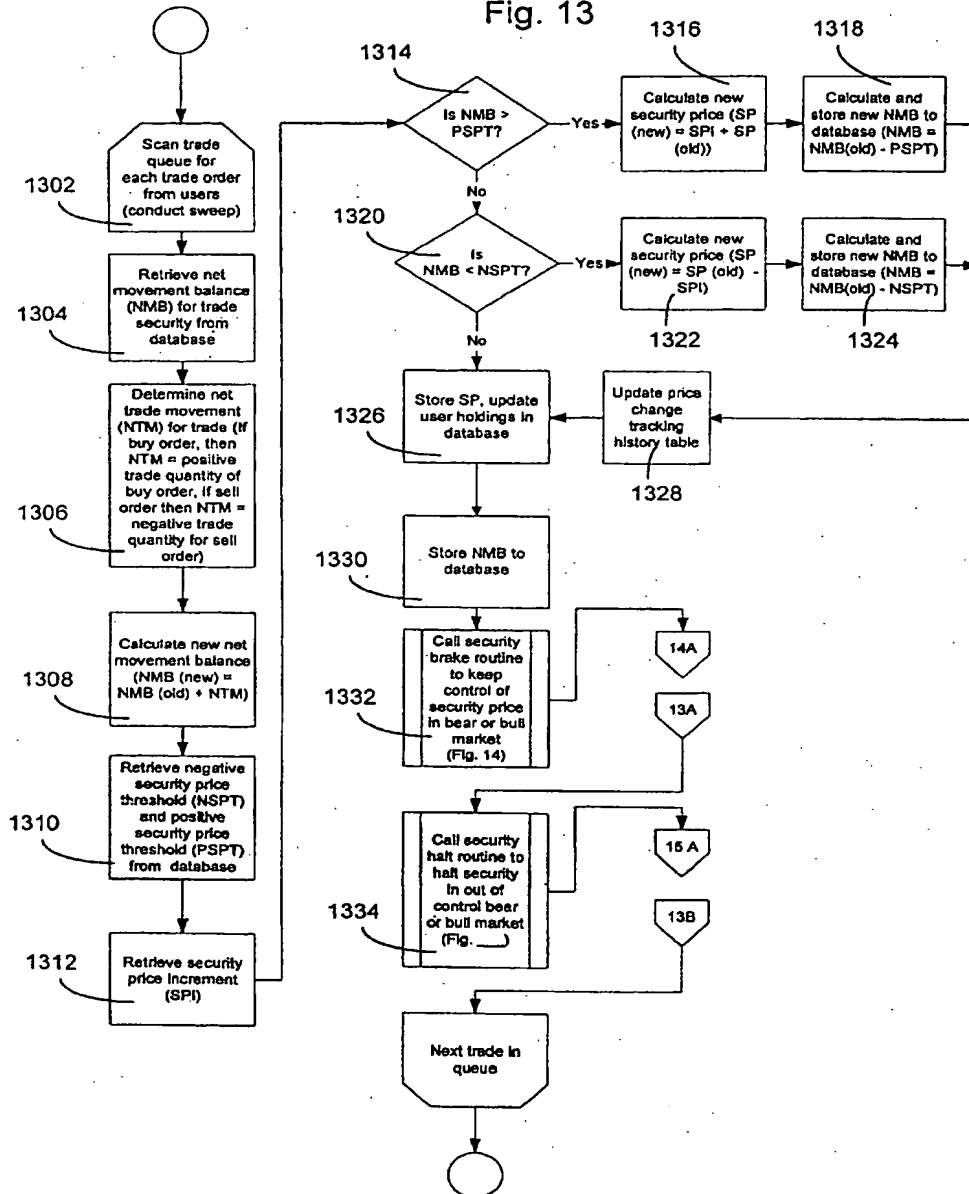 Fig. 13
Scan trade
queue for
each trade order
from users
(conduct sweep)
1302
Retrieve net
movement balance
(NMB) for trade
security from
database
1304
Determine net
trade movement
(NTM) for trade (If
buy order, then
NTM = positive
trade quantity of
buy order, If sell
order then NTM =
negative trade
quantity for sell
order)
1306
Calculate new net
movement balance
(NMB (new) =
NMB (old) + NTM)
1308
Retrieve negative
security price
threshold (NSPT)
and positive
security price
threshold (PSPT)
from database
1310
Retrieve security
price increment
(SPI)
1312
1314
Is NMB >
PSPT?
Yes
No
1316
Calculate new
security price (SP
(new) = SPI + SP
(old))
1318
Calculate and
store new NMB to
database (NMB =
NMB(old) - PSPT)
1320
Is
NMB < NSPT?
Yes
No
Calculate new
security price (SP
(new) = SP (old) -
SPI)
1322
Calculate and
store new NMB to
database (NMB =
NMB(old) - NSPT)
1324
Store SP, update
user holdings in
database
1326
Update price
change
tracking
history table
1328
Store NMB to
database
1330
Call security
brake routine
to keep
control of
security price
in bear or bull
market
(Fig. 14)
1332
14A
13A
Call security
halt routine to
halt security
in out of
control bear
or bull market
(Fig. __)
1334
15 A
13B
Next trade in
queue